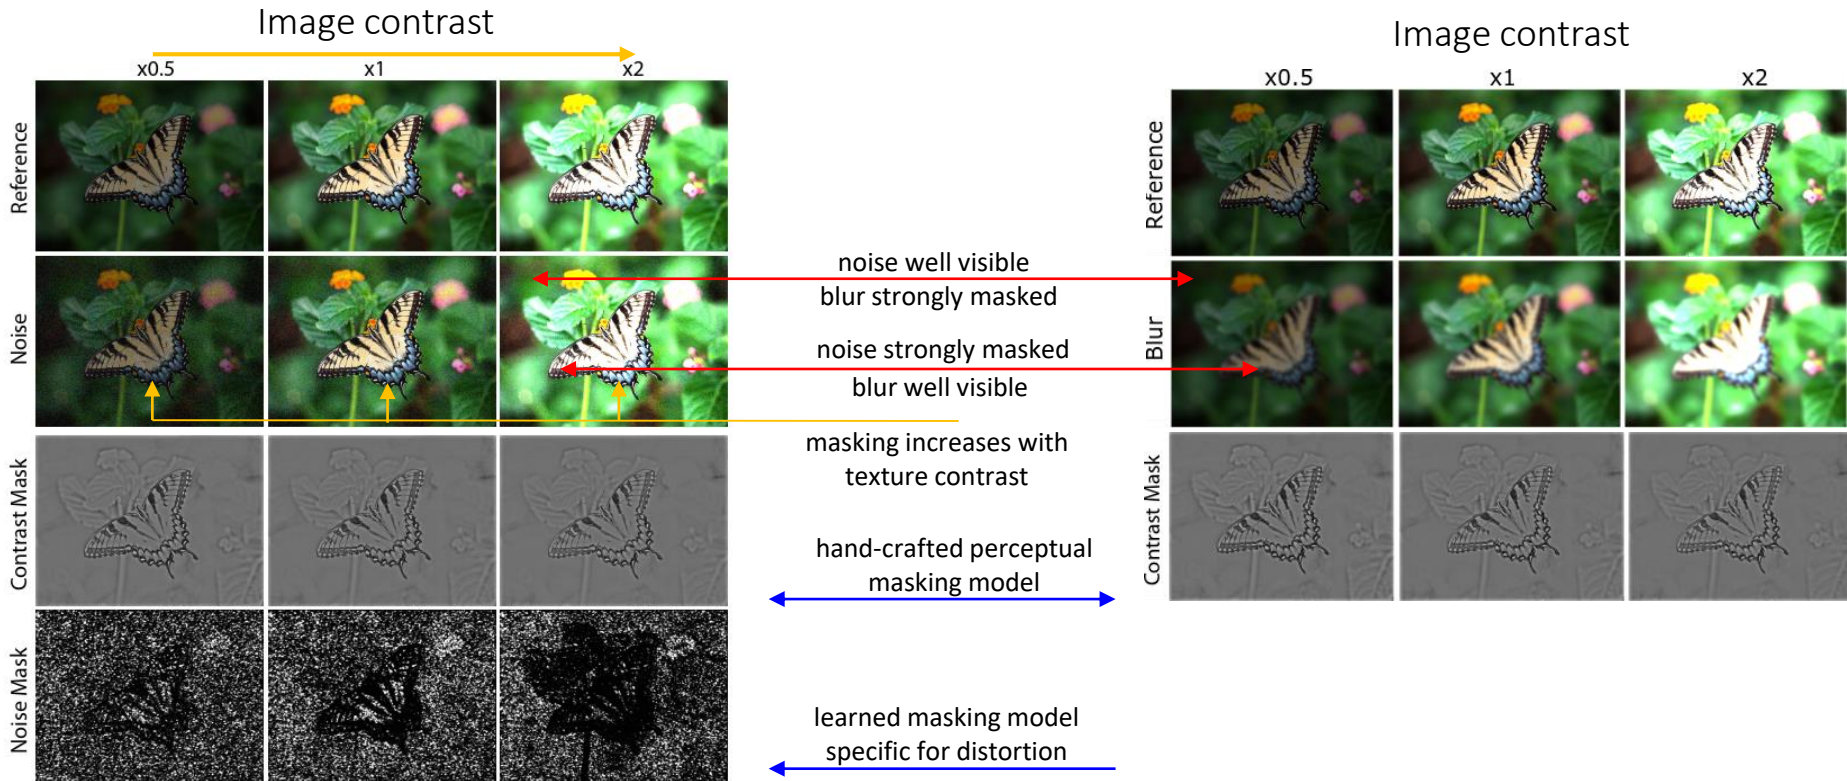 Image contrast
x0.5
x1
x2
Reference
Noise
Contrast Mask
Noise Mask
noise well visible
blur strongly masked
noise strongly masked
blur well visible
masking increases with
texture contrast
hand-crafted perceptual
masking model
learned masking model
specific for distortion
Image contrast
x0.5
x1
x2
Reference
Blur
Contrast Mask